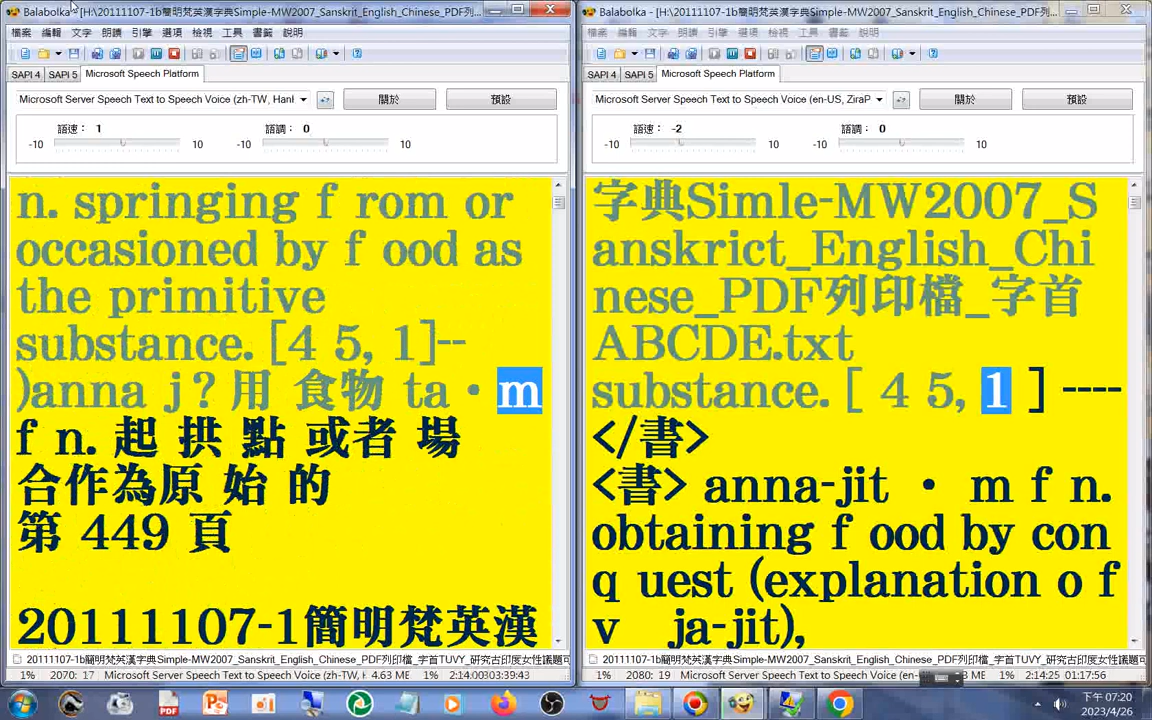 Balabolka - [H:\20111107-1b簡明梵英漢字典Simple-MW2007_Sanskrit_English_Chinese_PDF列...
檔案 編輯 文字 朗讀 引擎 選項 檢視 工具 書籤 說明
SAPI 4 SAPI 5 Microsoft Speech Platform
Microsoft Server Speech Text to Speech Voice (zh-TW, Hanl 關於 預設
語速： 1 語調： 0
-10 10 -10 10
n. springing f rom or
occasioned by f ood as
the primitive
substance. [4 5, 1]--
)anna j？用 食物 ta‧m
f n. 起 拱 點 或者 場
合作為原 始 的
第 449 頁
20111107-1簡明梵英漢
20111107-1b簡明梵英漢字典Simple-MW2007_Sanskrit_English_Chinese_PDF列印檔_字首TUVY_研究古印度女性議題可
1% 2070: 17 Microsoft Server Speech Text to Speech Voice (zh-TW, H 4.63 ME 1% 2:14:00303:39:43
Balabolka - [H:\20111107-1b簡明梵英漢字典Simple-MW2007_Sanskrit_English_Chinese_PDF列...
檔案 編輯 文字 朗讀 引擎 選項 檢視 工具 書籤 說明
SAPI 4 SAPI 5 Microsoft Speech Platform
Microsoft Server Speech Text to Speech Voice (en-US, ZiraP 關於 預設
語速： -2 語調： 0
-10 10 -10 10
字典Simle-MW2007_S
anskrict_English_Chi
nese_PDF列印檔_字首
ABCDE.txt
substance. [ 4 5, 1 ] ----
</書>
<書> anna-jit ‧ m f n.
obtaining f ood by con
q uest (explanation o f
v ja-jit),
20111107-1b簡明梵英漢字典Simple-MW2007_Sanskrit_English_Chinese_PDF列印檔_字首TUVY_研究古印度女性議題可
1% 2080: 19 Microsoft Server Speech Text to Speech 1% 2:14:25 01:17:56
下午 07:20
2023/4/26